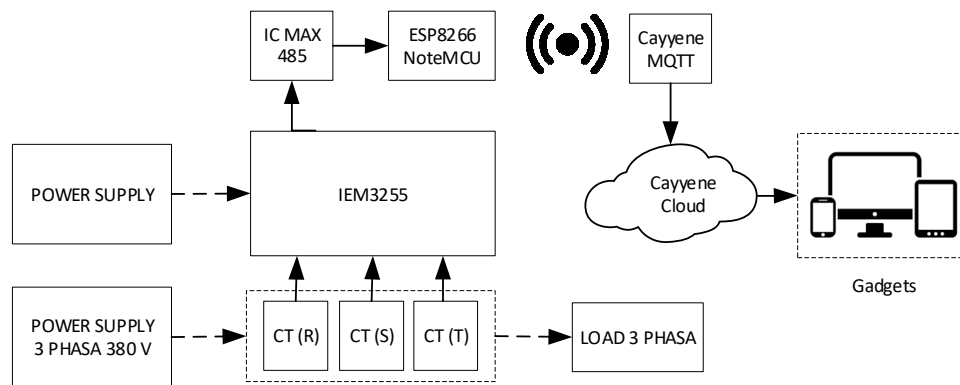 IC MAX
485
ESP8266
NoteMCU
Cayyene
MQTT
POWER SUPPLY
IEM3255
Cayyene
Cloud
Gadgets
POWER SUPPLY
3 PHASA 380 V
CT (R)
CT (S)
CT (T)
LOAD 3 PHASA